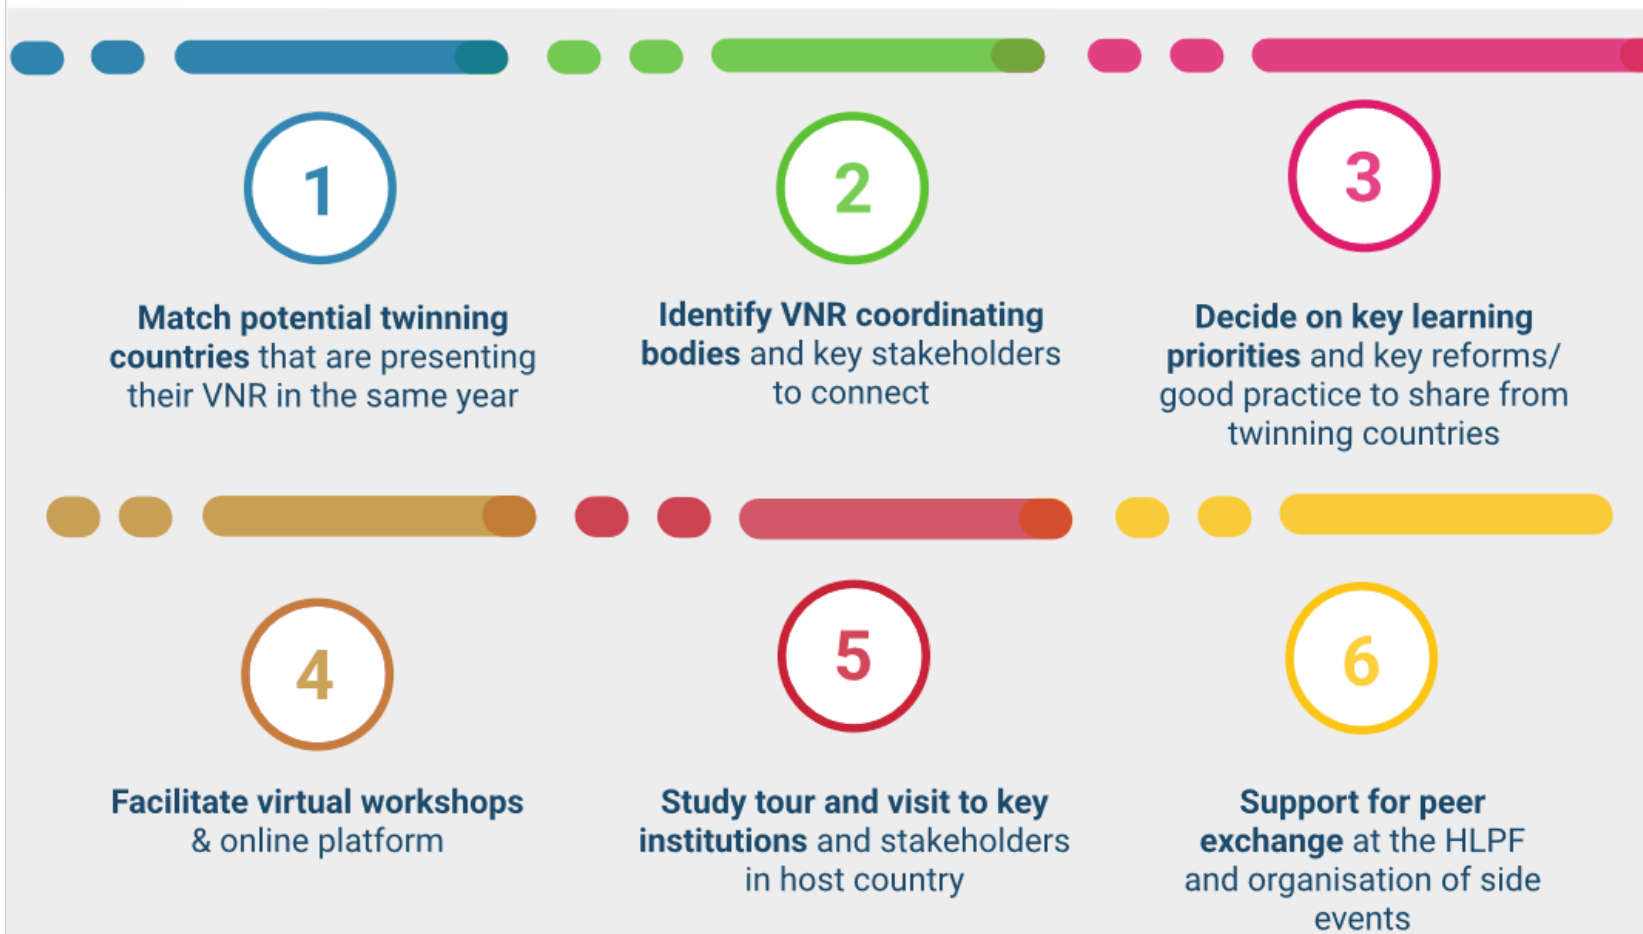 1
Match potential twinning
countries that are presenting
their VNR in the same year
2
Identify VNR coordinating
bodies and key stakeholders
to connect
3
Decide on key learning
priorities and key reforms/
good practice to share from
twinning countries
4
Facilitate virtual workshops
& online platform
5
Study tour and visit to key
institutions and stakeholders
in host country
6
Support for peer
exchange at the HLPF
and organisation of side
events